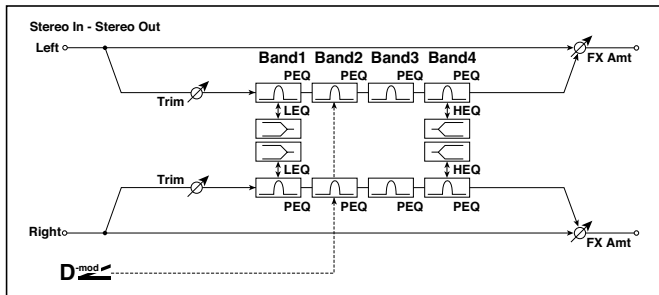 Stereo In - Stereo Out
Left
Band1 Band2 Band3 Band4
PEQ PEQ PEQ PEQ
FX Amt
Trim
LEQ HEQ
LEQ HEQ
Trim
PEQ PEQ PEQ PEQ
Right
FX Amt
D-mod